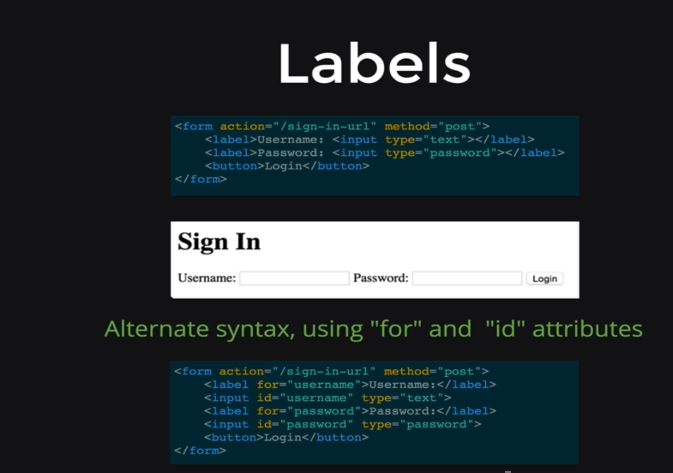 Labels
<form action="/sign-in-url" method="post">
<label>Username: <input type="text"></label>
<label>Password: <input type="password"></label>
<button>Login</button>
</form>
Sign In
Username: Password: Login
Alternate syntax, using "for" and "id" attributes
<form action="/sign-in-url" method="post">
<label for="username">Username:</label>
<input id="username" type="text">
<label for="password">Password:</label>
<input id="password" type="password">
<button>Login</button>
</form>